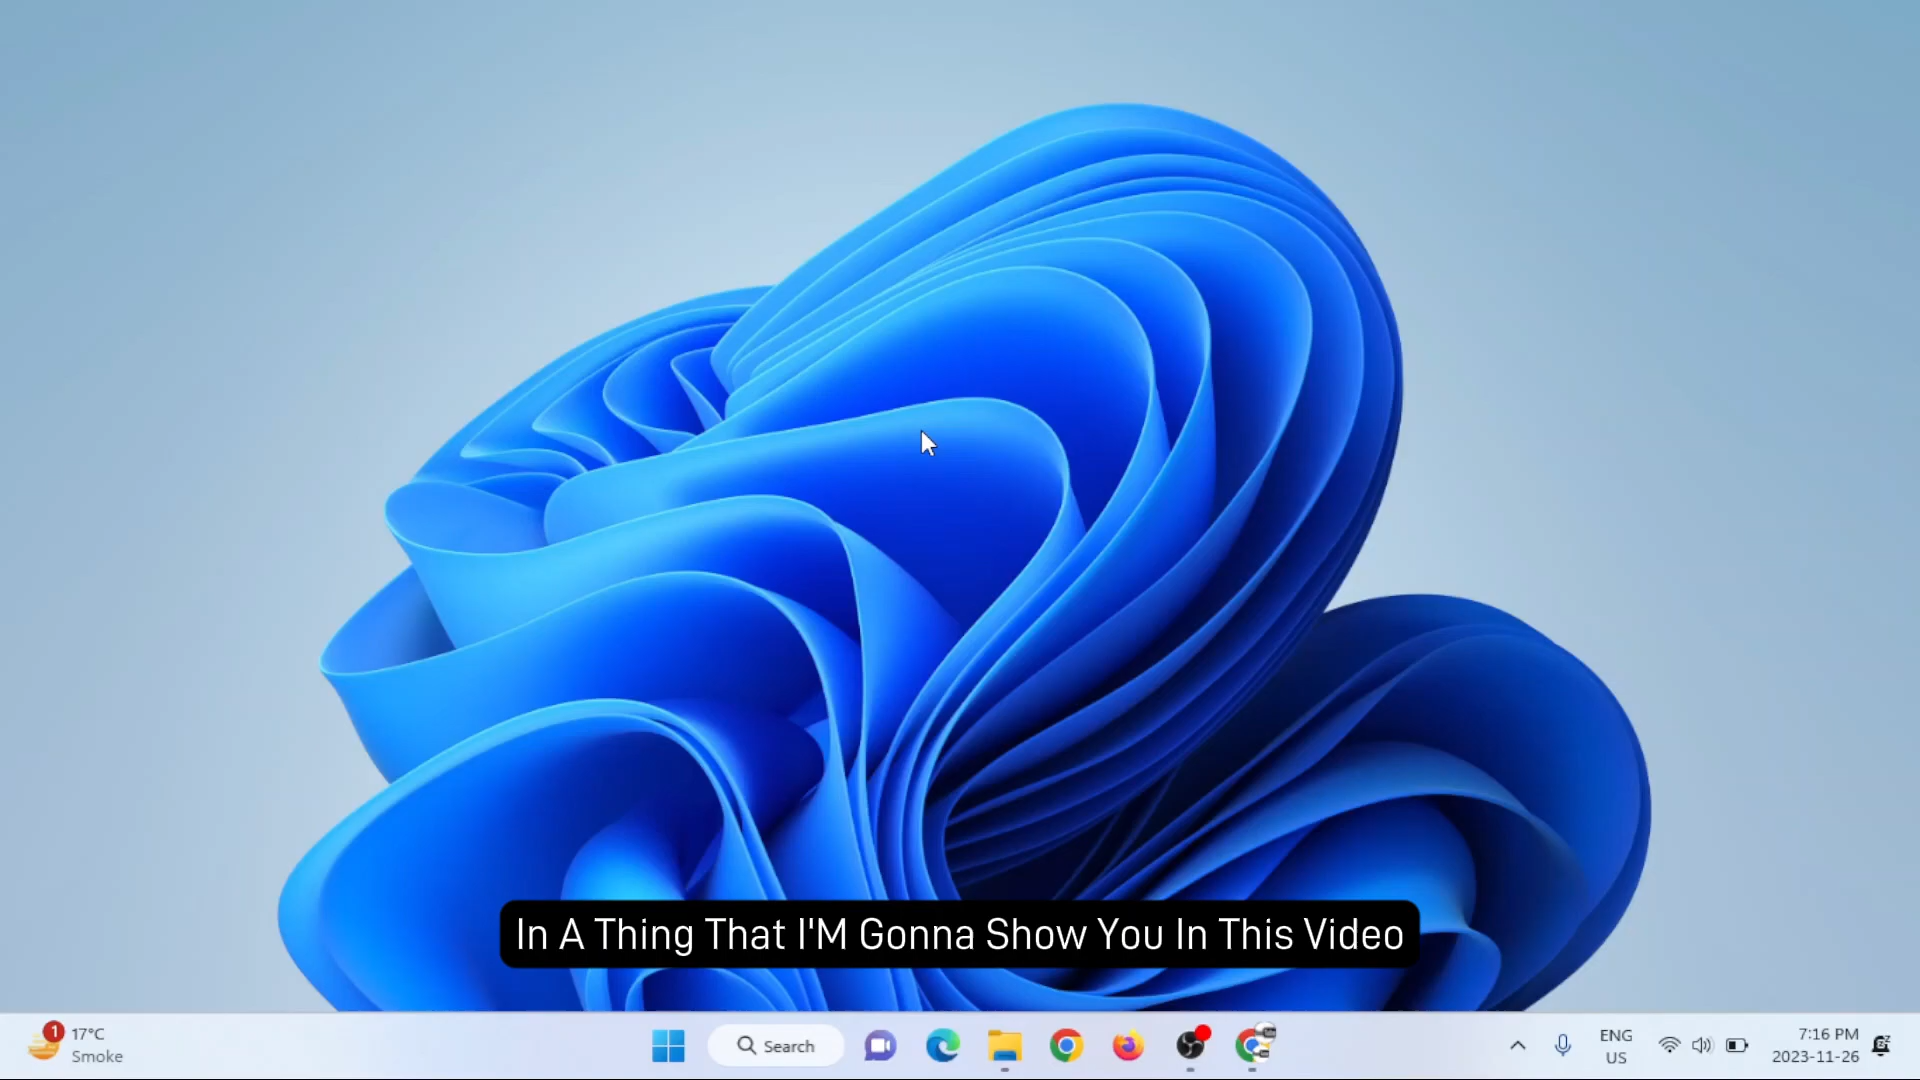 In A Thing That I'M Gonna Show You In This Video
1
17°C
Smoke
Search
ENG
US
7:16 PM
2023-11-26